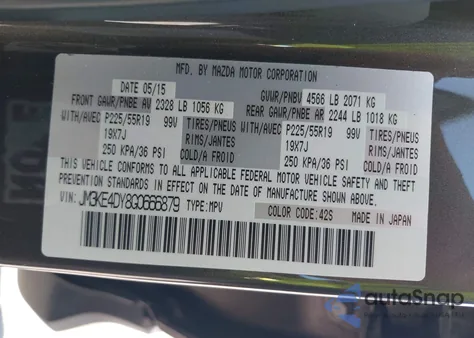 MFD. BY MAZDA MOTOR CORPORATION
DATE 05/15 GVWR/PNBV 4566 LB 2071 KG
FRONT GAWR/PNBE AV 2328 LB 1056 KG REAR GAWR/PNBE AR 2244 LB 1018 KG
WITH/AVEC P225/55R19 99V TIRES/PNEUS WITH/AVEC P225/55R19 99V TIRES/PNEUS
19X7J RIMS/JANTES 19X7J RIMS/JANTES
250 KPA/36 PSI COLD/A FROID 250 KPA/36 PSI COLD/A FROID
THIS VEHICLE CONFORMS TO ALL APPLICABLE FEDERAL MOTOR VEHICLE SAFETY AND
THEFT PREVENTION STANDARDS IN EFFECT ON THE DATE OF MANUFACTURE SHOWN ABOVE.
VIN: JM3KE4DY8G0666879 TYPE:MPV COLOR CODE:42S MADE IN JAPAN
autoSnap